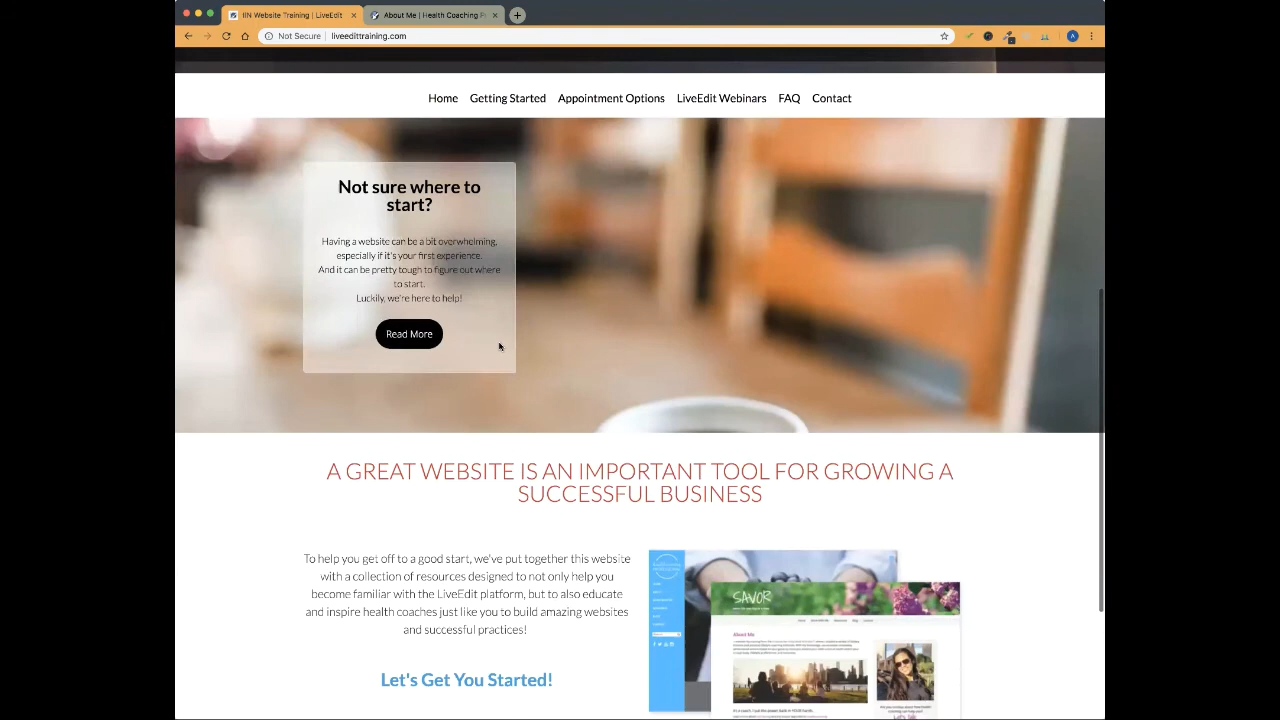 IIN Website Training | LiveEdit
About Me | Health Coaching P
Not Secure | liveedittraining.com
Home Getting Started Appointment Options LiveEdit Webinars FAQ Contact
Not sure where to
start?
Having a website can be a bit overwhelming,
especially if it's your first experience.
And it can be pretty tough to figure out where
to start.
Luckily, we're here to help!
Read More
A GREAT WEBSITE IS AN IMPORTANT TOOL FOR GROWING A
SUCCESSFUL BUSINESS
To help you get off to a good start, we've put together this website
with a collection of resources designed to not only help you
become familiar with the LiveEdit platform, but to also educate
and inspire health coaches just like you to build amazing websites
and successful practices!
Let's Get You Started!
SAVOR
About Me
Let's Talk